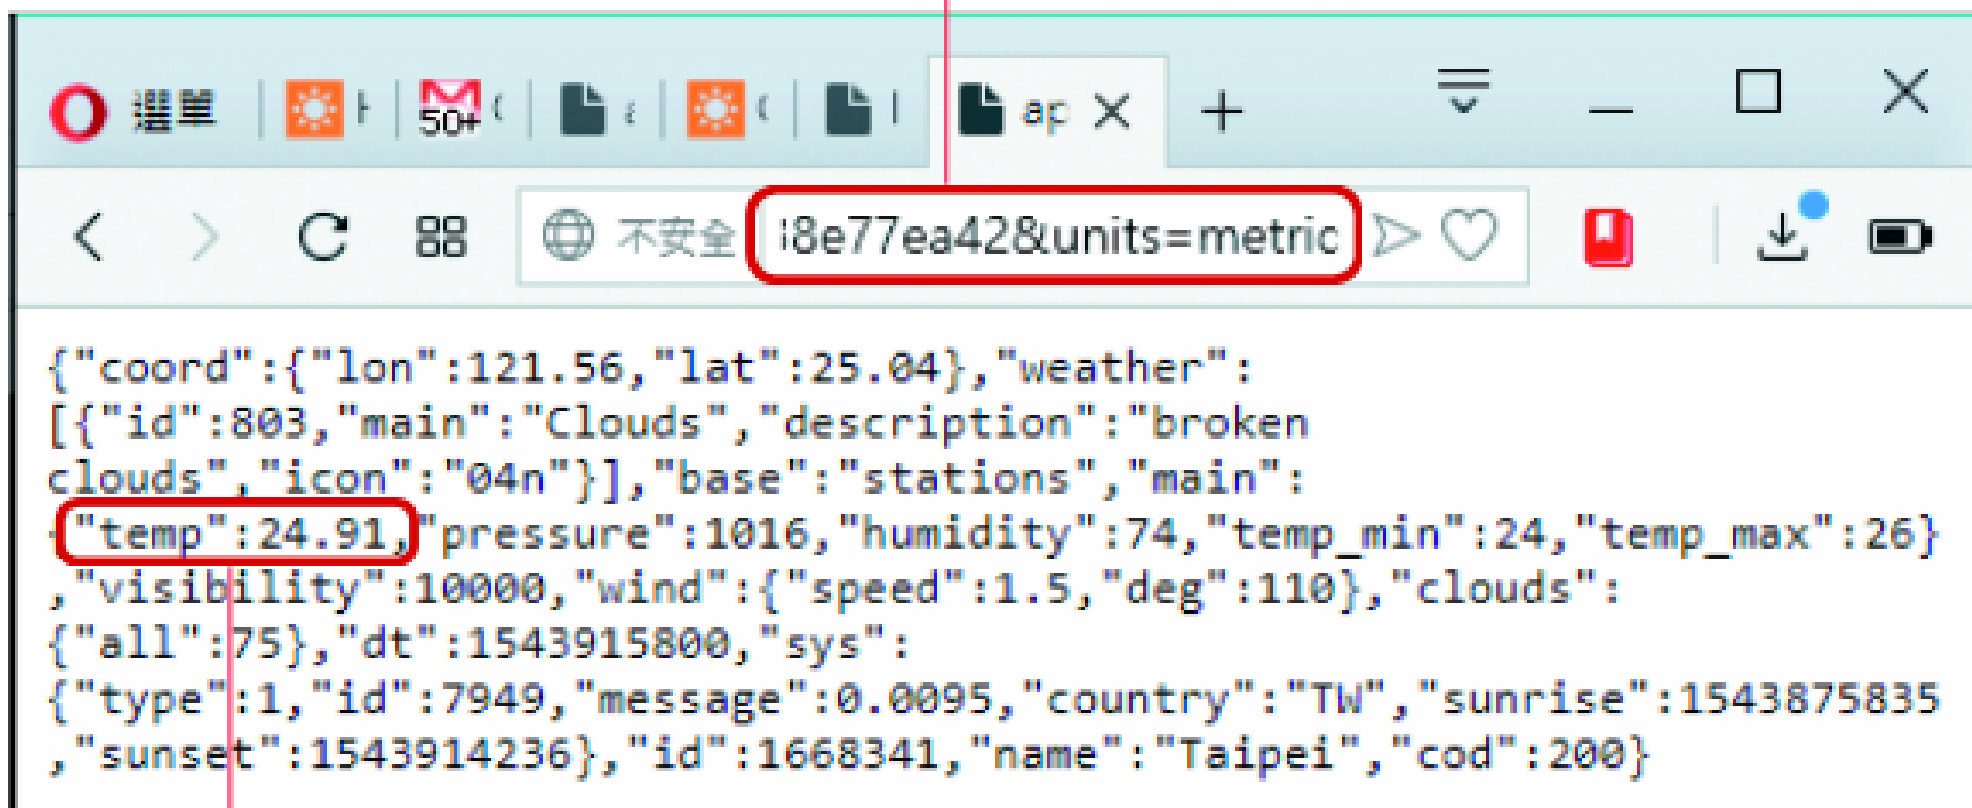 選單
50+
ap
不安全
i8e77ea42&units=metric
{"coord":{"lon":121.56,"lat":25.04},"weather":
[{"id":803,"main":"Clouds","description":"broken
clouds","icon":"04n"}],"base":"stations","main":
{"temp":24.91,"pressure":1016,"humidity":74,"temp_min":24,"temp_max":26}
,"visibility":10000,"wind":{"speed":1.5,"deg":110},"clouds":
{"all":75},"dt":1543915800,"sys":
{"type":1,"id":7949,"message":0.0095,"country":"TW","sunrise":1543875835
,"sunset":1543914236},"id":1668341,"name":"Taipei","cod":200}